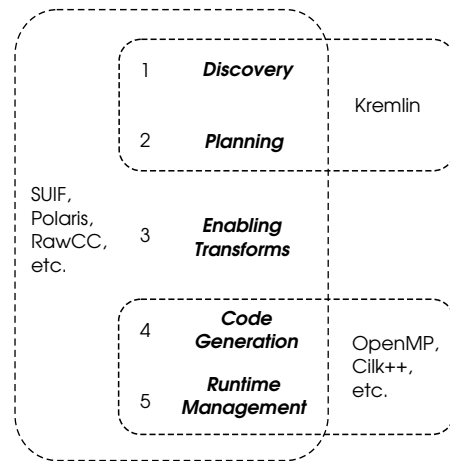 1 Discovery
Kremlin
2 Planning
SUIF,
Polaris,
RawCC,
etc.
3 Enabling
Transforms
4 Code
Generation
OpenMP,
Cilk++,
etc.
5 Runtime
Management